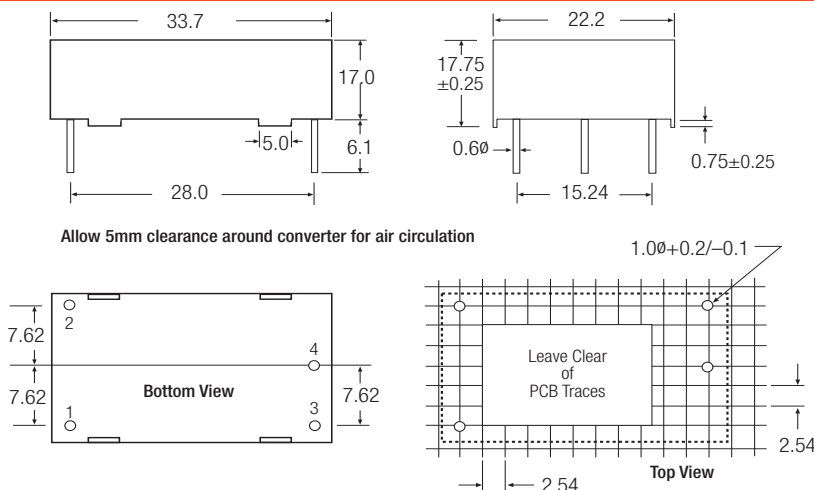 33.7
22.2
17.0
17.75
±0.25
5.0
6.1
0.6ø
0.75±0.25
28.0
15.24
Allow 5mm clearance around converter for air circulation
1.0ø+0.2/–0.1
7.62
2
4
Leave Clear
of
PCB Traces
Bottom View
7.62
1
3
7.62
2.54
Top View
2.54